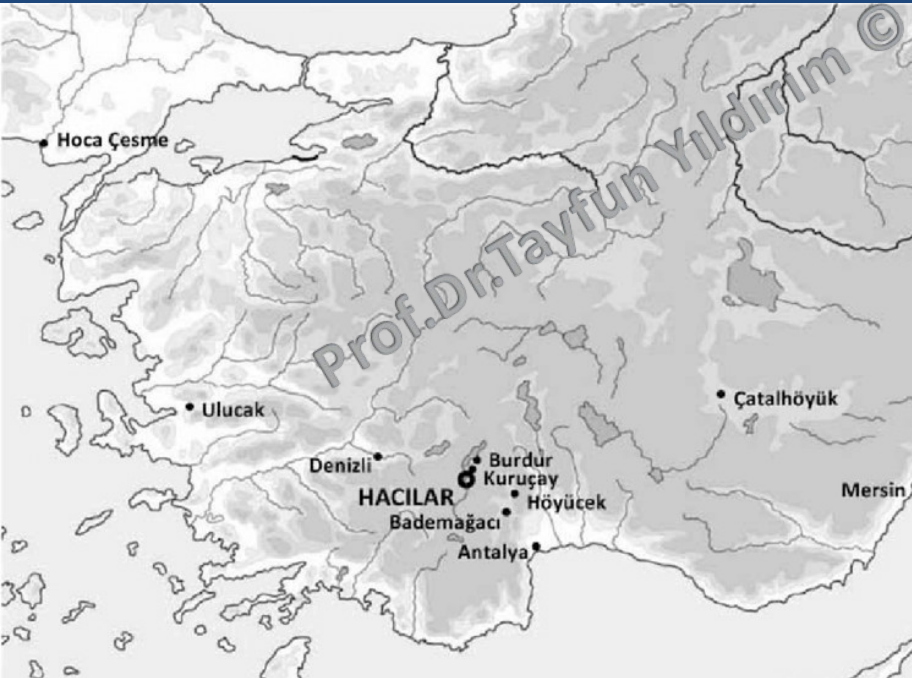 Prof.Dr.Tayfun Yıldırım ©
Hoca Çesme
Ulucak
Çatalhöyük
Denizli
Burdur
Kuruçay
HACILAR
Höyücek
Mersin
Bademağacı
Antalya